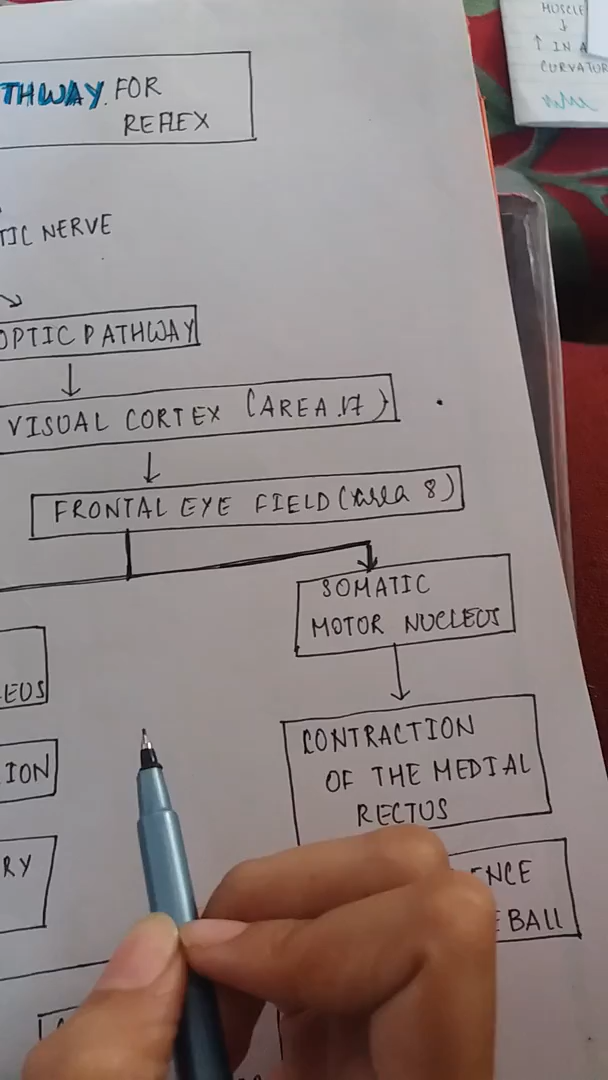 MUSCLE
↓
↑ IN A
CURVATUR
THWAY FOR
REFLEX
TIC NERVE
OPTIC PATHWAY
↓
VISUAL CORTEX (AREA 17)
↓
FRONTAL EYE FIELD (area 8)
SOMATIC
MOTOR NUCLEUS
EUS
CONTRACTION
OF THE MEDIAL
RECTUS
ION
RY
ENCE
EBALL